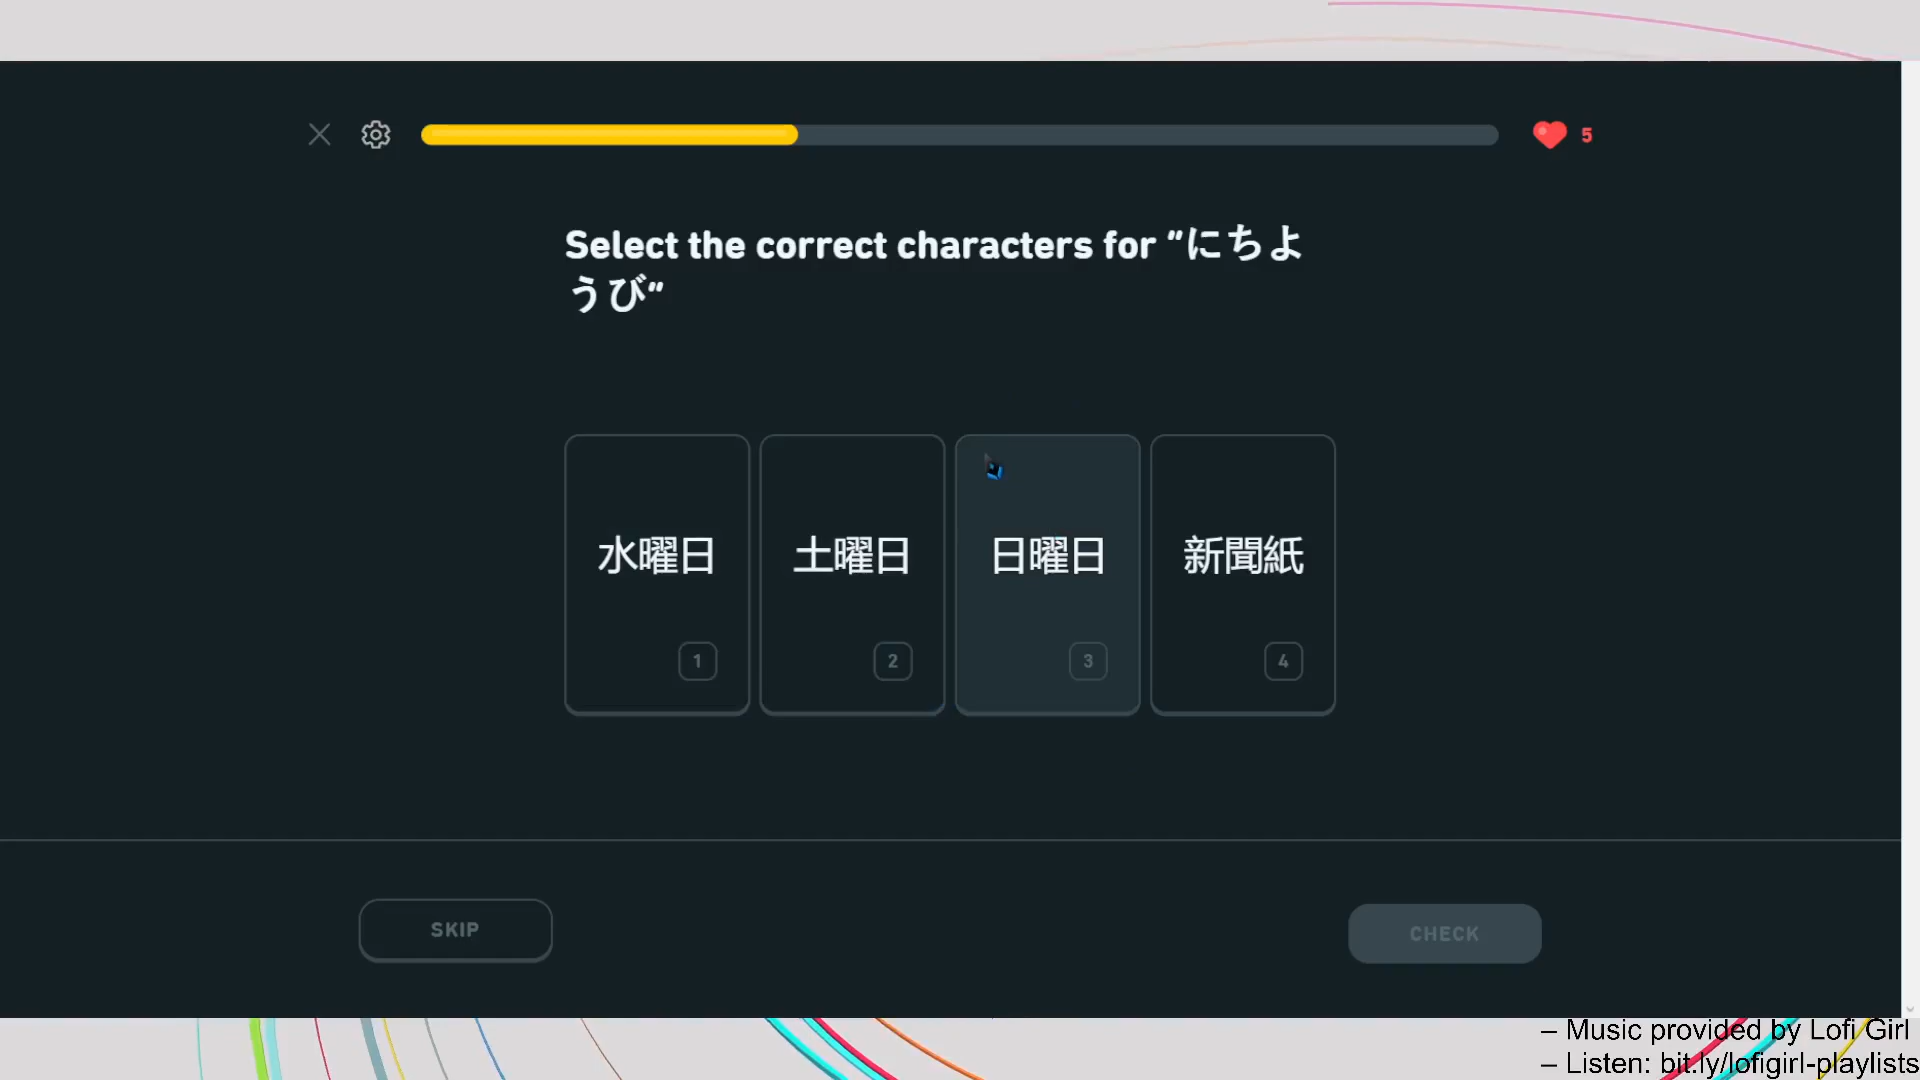 5
Select the correct characters for “にちよ
うび”
水曜日
土曜日
日曜日
新聞紙
1
2
3
4
SKIP
CHECK
– Music provided by Lofi Girl
– Listen: bit.ly/lofigirl-playlists